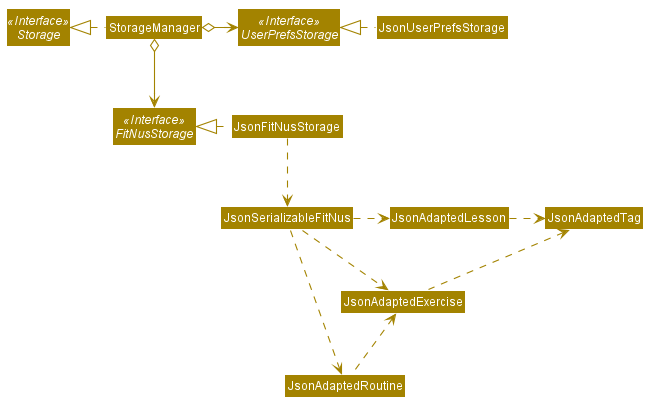 «Interface»
Storage
StorageManager
«Interface»
UserPrefsStorage
JsonUserPrefsStorage
«Interface»
FitNusStorage
JsonFitNusStorage
JsonSerializableFitNus
JsonAdaptedLesson
JsonAdaptedTag
JsonAdaptedExercise
JsonAdaptedRoutine